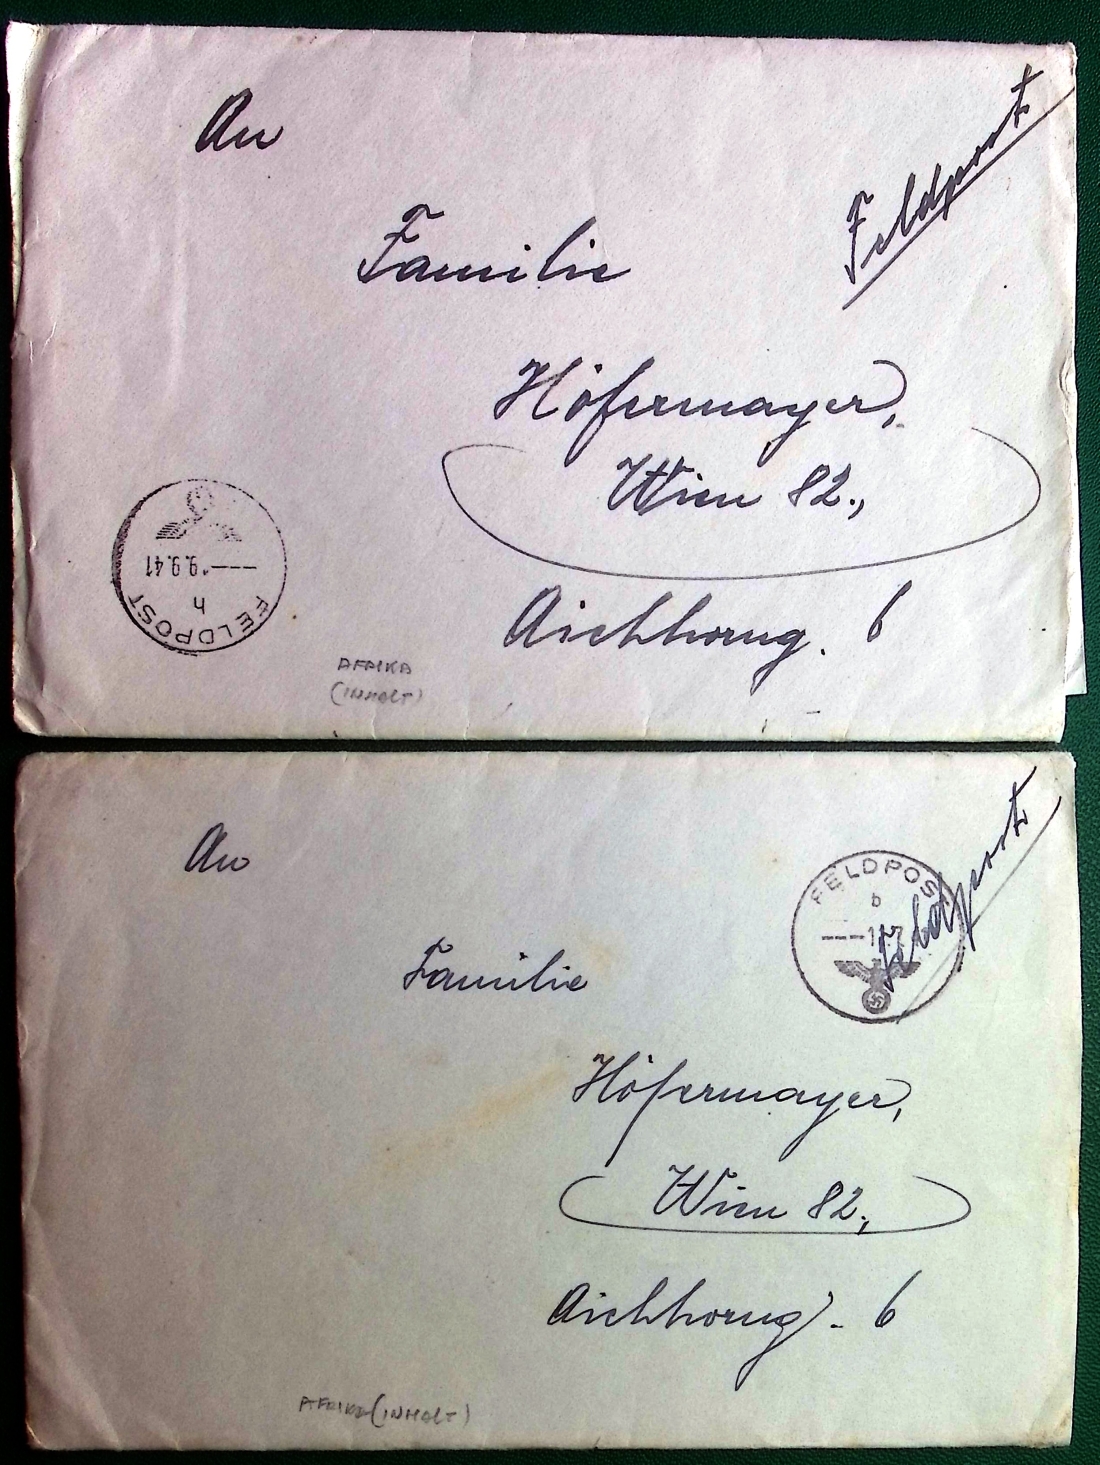 An
Feldpost
Familie
Höfermayer,
Wien 82.,
Aichhorng. 6
FELDPOST
h
---*9.9.41
AFRIKA
(INHALT)
An
Feldpost
FELDPOST
b
Familie
Höfermayer,
Wien 82.,
Aichhorng. 6
AFRIKA (INHALT)